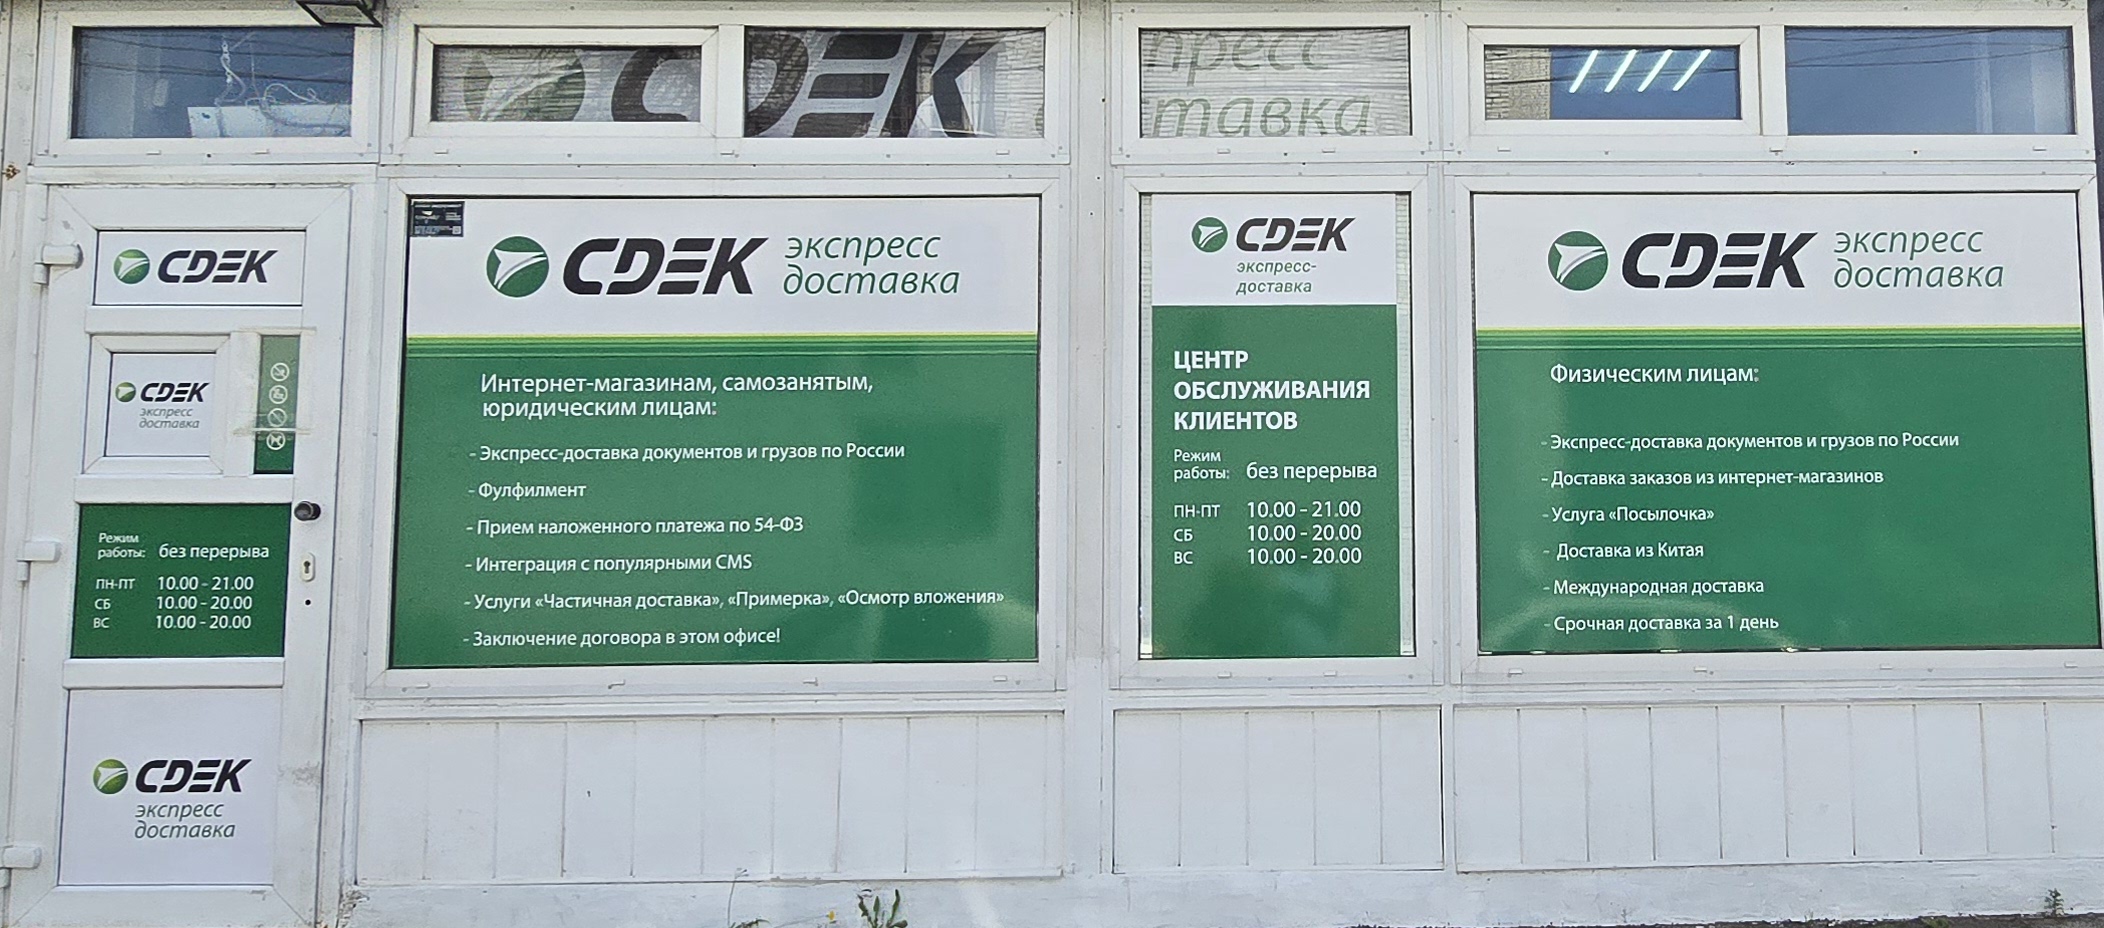 CDEK
пресс
ставка
CDEK
CDEK
экспресс
доставка
Режим
работы: без перерыва
ПН-ПТ 10.00 - 21.00
СБ 10.00 - 20.00
ВС 10.00 - 20.00
CDEK
экспресс
доставка
CDEK экспресс
доставка
Интернет-магазинам, самозанятым,
юридическим лицам:
- Экспресс-доставка документов и грузов по России
- Фулфилмент
- Прием наложенного платежа по 54-ФЗ
- Интеграция с популярными CMS
- Услуги «Частичная доставка», «Примерка», «Осмотр вложения»
- Заключение договора в этом офисе!
CDEK
экспресс-
доставка
ЦЕНТР
ОБСЛУЖИВАНИЯ
КЛИЕНТОВ
Режим
работы: без перерыва
ПН-ПТ 10.00 - 21.00
СБ 10.00 - 20.00
ВС 10.00 - 20.00
CDEK экспресс
доставка
Физическим лицам:
- Экспресс-доставка документов и грузов по России
- Доставка заказов из интернет-магазинов
- Услуга «Посылочка»
- Доставка из Китая
- Международная доставка
- Срочная доставка за 1 день